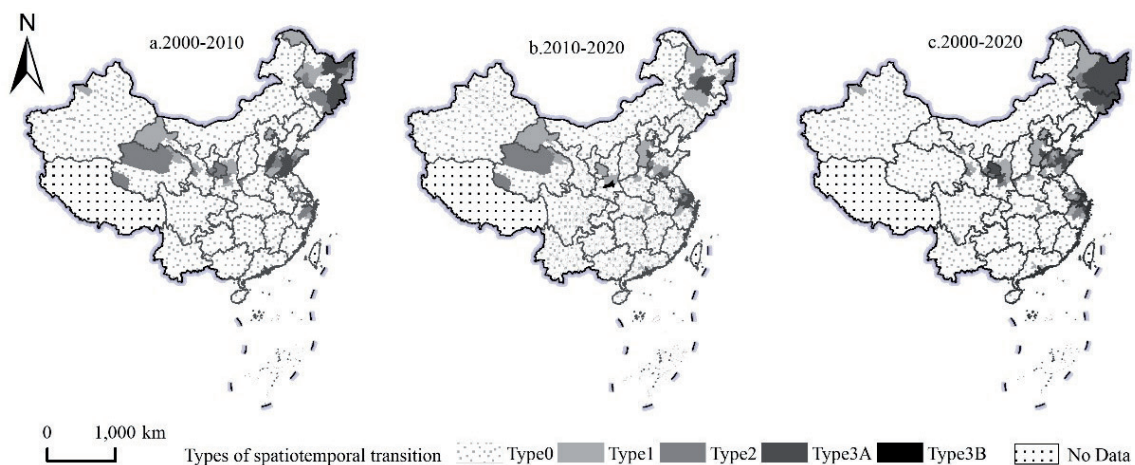 N
a.2000-2010
b.2010-2020
c.2000-2020
0 1,000 km
Types of spatiotemporal transition Type0 Type1 Type2 Type3A Type3B No Data